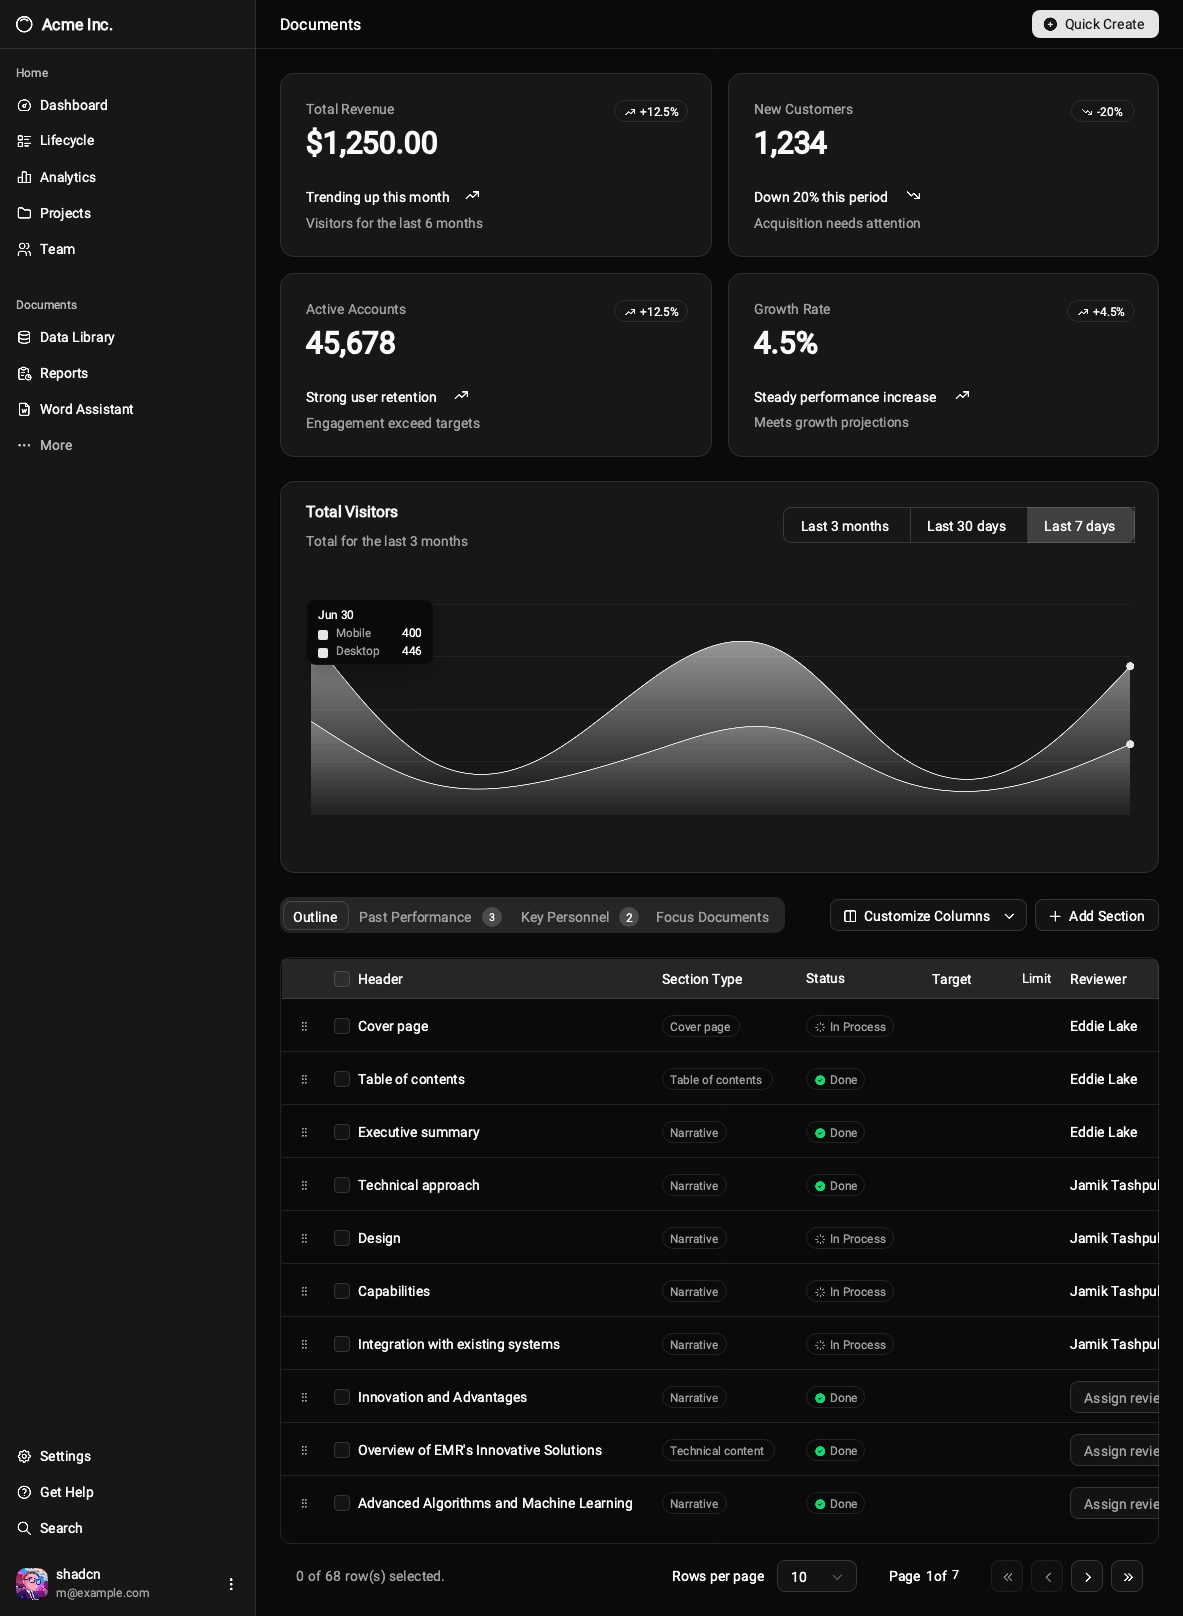 Acme Inc.
Home
Dashboard
Lifecycle
Analytics
Projects
Team
Documents
Data Library
Reports
Word Assistant
More
Settings
Get Help
Search
shadcn
m@example.com
Documents
Quick Create
Total Revenue
+12.5%
$1,250.00
Trending up this month
Visitors for the last 6 months
New Customers
-20%
1,234
Down 20% this period
Acquisition needs attention
Active Accounts
+12.5%
45,678
Strong user retention
Engagement exceed targets
Growth Rate
+4.5%
4.5%
Steady performance increase
Meets growth projections
Total Visitors
Total for the last 3 months
Last 3 months Last 30 days Last 7 days
Jun 30
Mobile 400
Desktop 446
Outline Past Performance 3 Key Personnel 2 Focus Documents
Customize Columns
Add Section
Header Section Type Status Target Limit Reviewer
Cover page Cover page In Process Eddie Lake
Table of contents Table of contents Done Eddie Lake
Executive summary Narrative Done Eddie Lake
Technical approach Narrative Done Jamik Tashpul
Design Narrative In Process Jamik Tashpul
Capabilities Narrative In Process Jamik Tashpul
Integration with existing systems Narrative In Process Jamik Tashpul
Innovation and Advantages Narrative Done Assign revie
Overview of EMR's Innovative Solutions Technical content Done Assign revie
Advanced Algorithms and Machine Learning Narrative Done Assign revie
0 of 68 row(s) selected.
Rows per page 10
Page 1 of 7